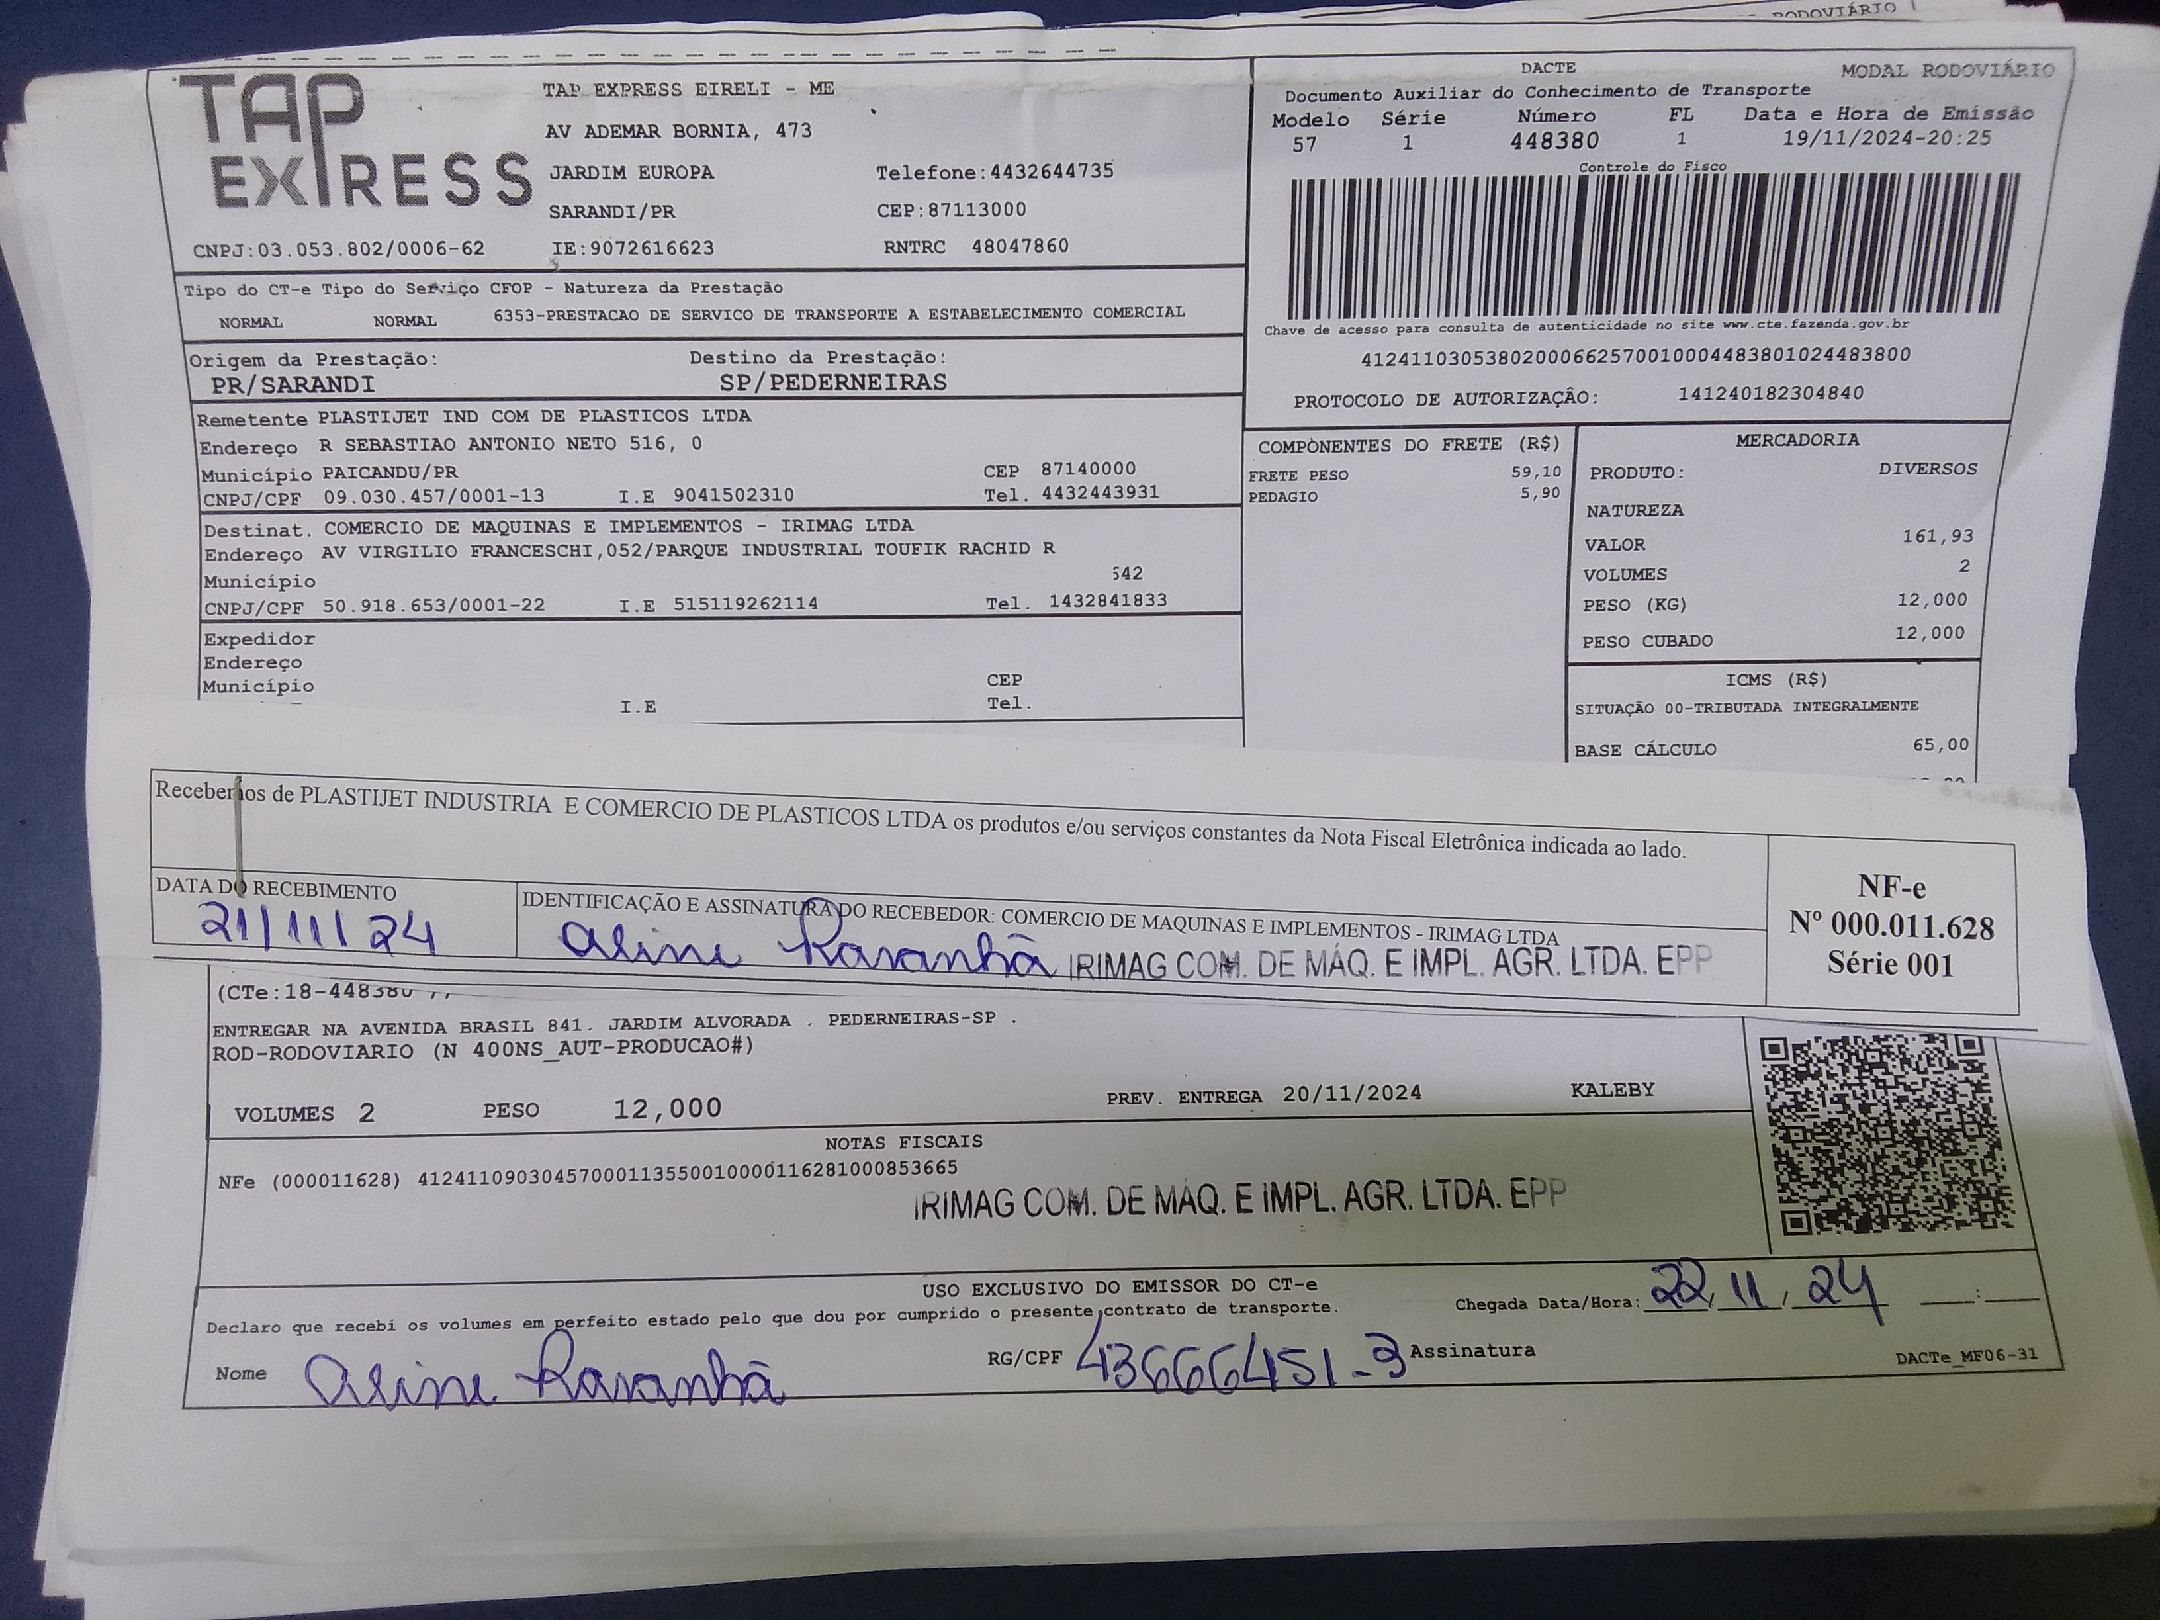 RODOVIÁRIO
TAP EXPRESS
TAP EXPRESS EIRELI - ME
AV ADEMAR BORNIA, 473
JARDIM EUROPA Telefone:4432644735
SARANDI/PR CEP:87113000
CNPJ:03.053.802/0006-62 IE:9072616623 RNTRC 48047860
DACTE MODAL RODOVIÁRIO
Documento Auxiliar do Conhecimento de Transporte
Modelo Série Número FL Data e Hora de Emissão
57 1 448380 1 19/11/2024-20:25
Controle do Fisco
Chave de acesso para consulta de autenticidade no site www.cte.fazenda.gov.br
41241103053802000662570010004483801024483800
PROTOCOLO DE AUTORIZAÇÃO: 141240182304840
Tipo do CT-e Tipo do Serviço CFOP - Natureza da Prestação
NORMAL NORMAL 6353-PRESTACAO DE SERVICO DE TRANSPORTE A ESTABELECIMENTO COMERCIAL
Origem da Prestação: Destino da Prestação:
PR/SARANDI SP/PEDERNEIRAS
Remetente PLASTIJET IND COM DE PLASTICOS LTDA
Endereço R SEBASTIAO ANTONIO NETO 516, 0
Município PAICANDU/PR CEP 87140000
CNPJ/CPF 09.030.457/0001-13 I.E 9041502310 Tel. 4432443931
Destinat. COMERCIO DE MAQUINAS E IMPLEMENTOS - IRIMAG LTDA
Endereço AV VIRGILIO FRANCESCHI,052/PARQUE INDUSTRIAL TOUFIK RACHID R
Município 542
CNPJ/CPF 50.918.653/0001-22 I.E 515119262114 Tel. 1432841833
Expedidor
Endereço
Município CEP
I.E Tel.
COMPONENTES DO FRETE (R$)
FRETE PESO 59,10
PEDAGIO 5,90
MERCADORIA
PRODUTO: DIVERSOS
NATUREZA
VALOR 161,93
VOLUMES 2
PESO (KG) 12,000
PESO CUBADO 12,000
ICMS (R$)
SITUAÇÃO 00-TRIBUTADA INTEGRALMENTE
BASE CÁLCULO 65,00
Recebemos de PLASTIJET INDUSTRIA E COMERCIO DE PLASTICOS LTDA os produtos e/ou serviços constantes da Nota Fiscal Eletrônica indicada ao lado.
DATA DO RECEBIMENTO
21/11/24
IDENTIFICAÇÃO E ASSINATURA DO RECEBEDOR: COMERCIO DE MAQUINAS E IMPLEMENTOS - IRIMAG LTDA
Aline Ravanhã IRIMAG COM. DE MÁQ. E IMPL. AGR. LTDA. EPP
NF-e
Nº 000.011.628
Série 001
(CTe:18-448380
ENTREGAR NA AVENIDA BRASIL 841. JARDIM ALVORADA . PEDERNEIRAS-SP .
ROD-RODOVIARIO (N 400NS_AUT-PRODUCAO#)
VOLUMES 2 PESO 12,000 PREV. ENTREGA 20/11/2024 KALEBY
NOTAS FISCAIS
NFe (000011628) 41241109030457000113550010000116281000853665
IRIMAG COM. DE MÁQ. E IMPL. AGR. LTDA. EPP
USO EXCLUSIVO DO EMISSOR DO CT-e
Declaro que recebi os volumes em perfeito estado pelo que dou por cumprido o presente contrato de transporte. Chegada Data/Hora: 22/11/24 __:__
Nome Aline Ravanhã RG/CPF 43666451-3 Assinatura
DACTe_MF06-31